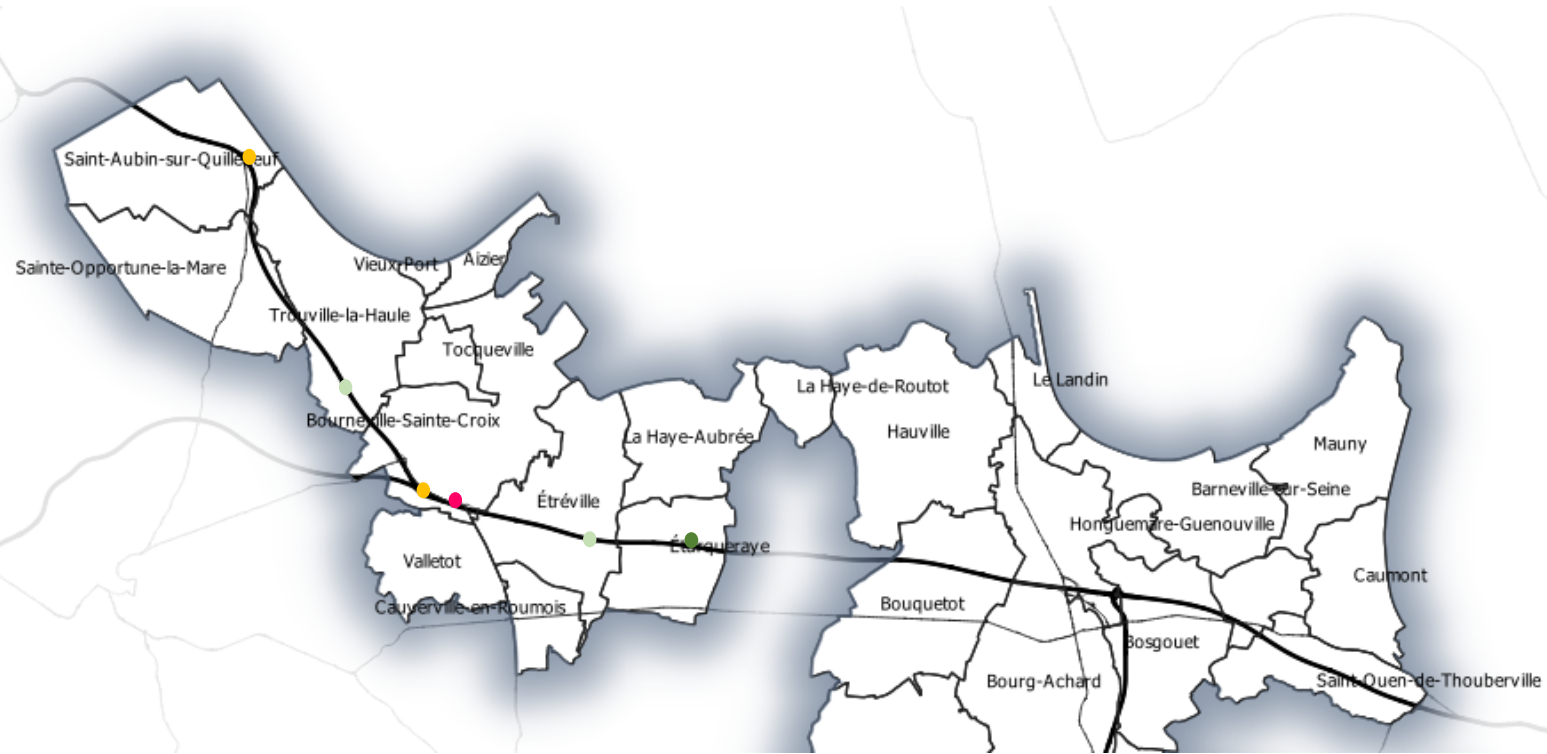 Saint-Aubin-sur-Quillebeuf
Sainte-Opportune-la-Mare
Vieux-Port
Aizier
Trouville-la-Haule
Tocqueville
Le Landin
La Haye-de-Routot
Bourneville-Sainte-Croix
La Haye-Aubrée
Hauville
Mauny
Étréville
Barneville-sur-Seine
Honguemare-Guenouville
Éturqueraye
Valletot
Caumont
Cauverville-en-Roumois
Bouquetot
Bosgouet
Bourg-Achard
Saint-Ouen-de-Thouberville